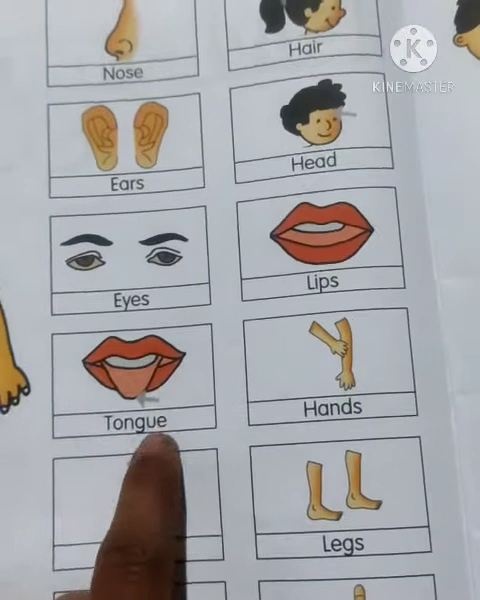 Nose
Hair
KINEMASTER
Ears
Head
Eyes
Lips
Tongue
Hands
Legs